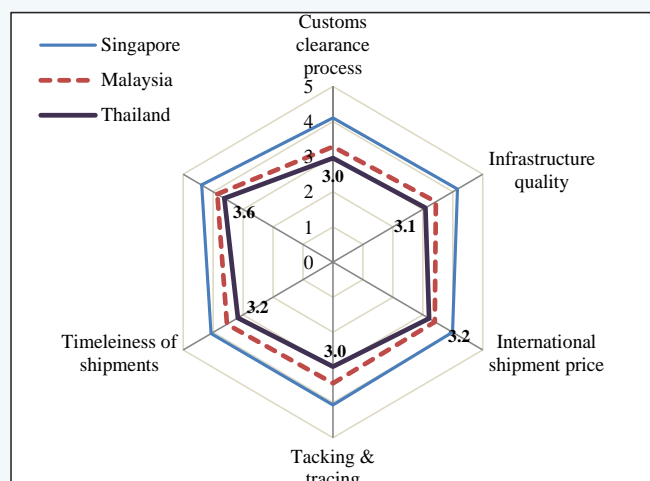 Singapore
Malaysia
Thailand
Customs
clearance
process
5
4
3
2
1
0
3.0
3.1
3.2
3.0
3.2
3.6
Infrastructure
quality
International
shipment price
Tacking &
tracing
Timeleiness of
shipments